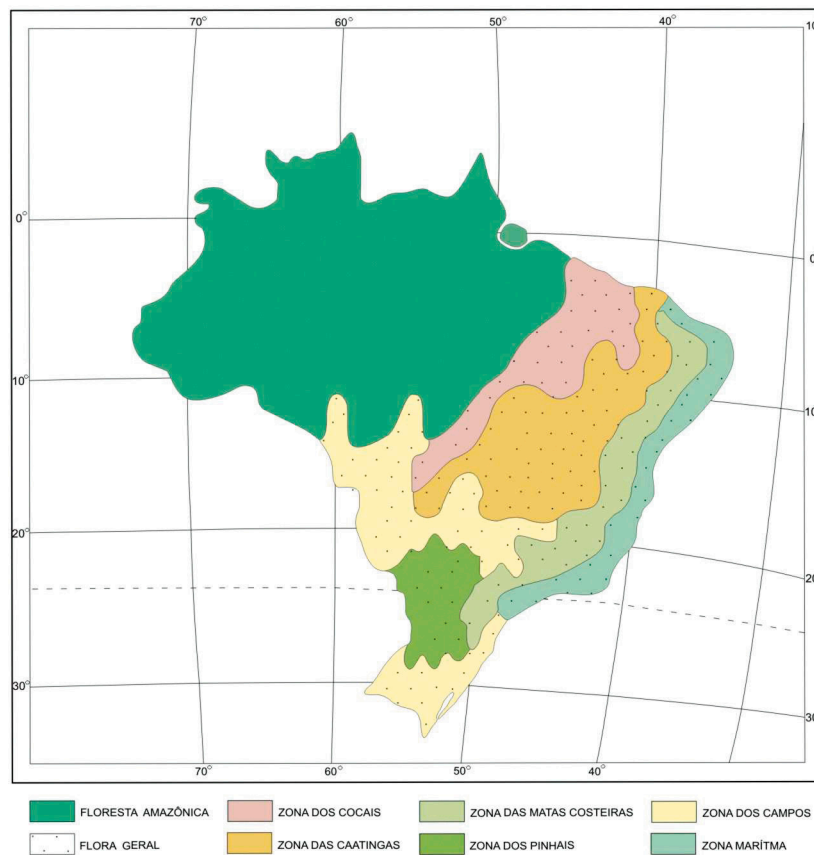 70° 60° 50° 40° 10
0°
0
10°
10
20°
20
30°
30
70° 60° 50° 40°
FLORESTA AMAZÔNICA ZONA DOS COCAIS ZONA DAS MATAS COSTEIRAS ZONA DOS CAMPOS
FLORA GERAL ZONA DAS CAATINGAS ZONA DOS PINHAIS ZONA MARÍTMA